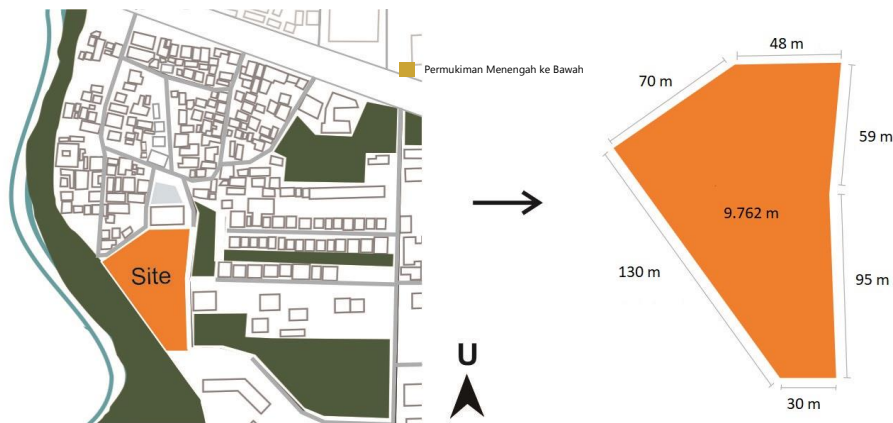 Permukiman Menengah ke Bawah
Site
U
48 m
70 m
59 m
9.762 m
130 m
95 m
30 m